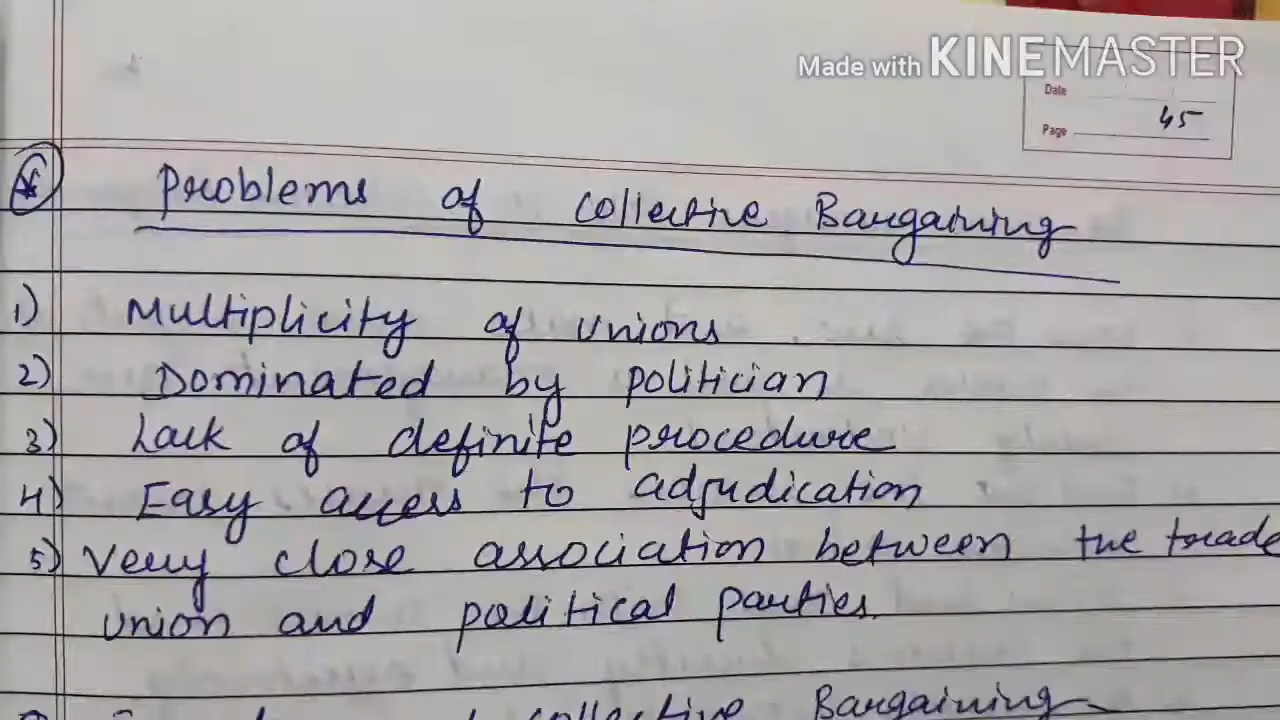 Made with KINEMASTER
Date
Page 45
Problems of collective Bargaining
1) Multiplicity of unions
2) Dominated by politician
3) Lack of definite procedure
4) Easy access to adjudication
5) Very close association between the trade
union and political parties.
collective Bargaining